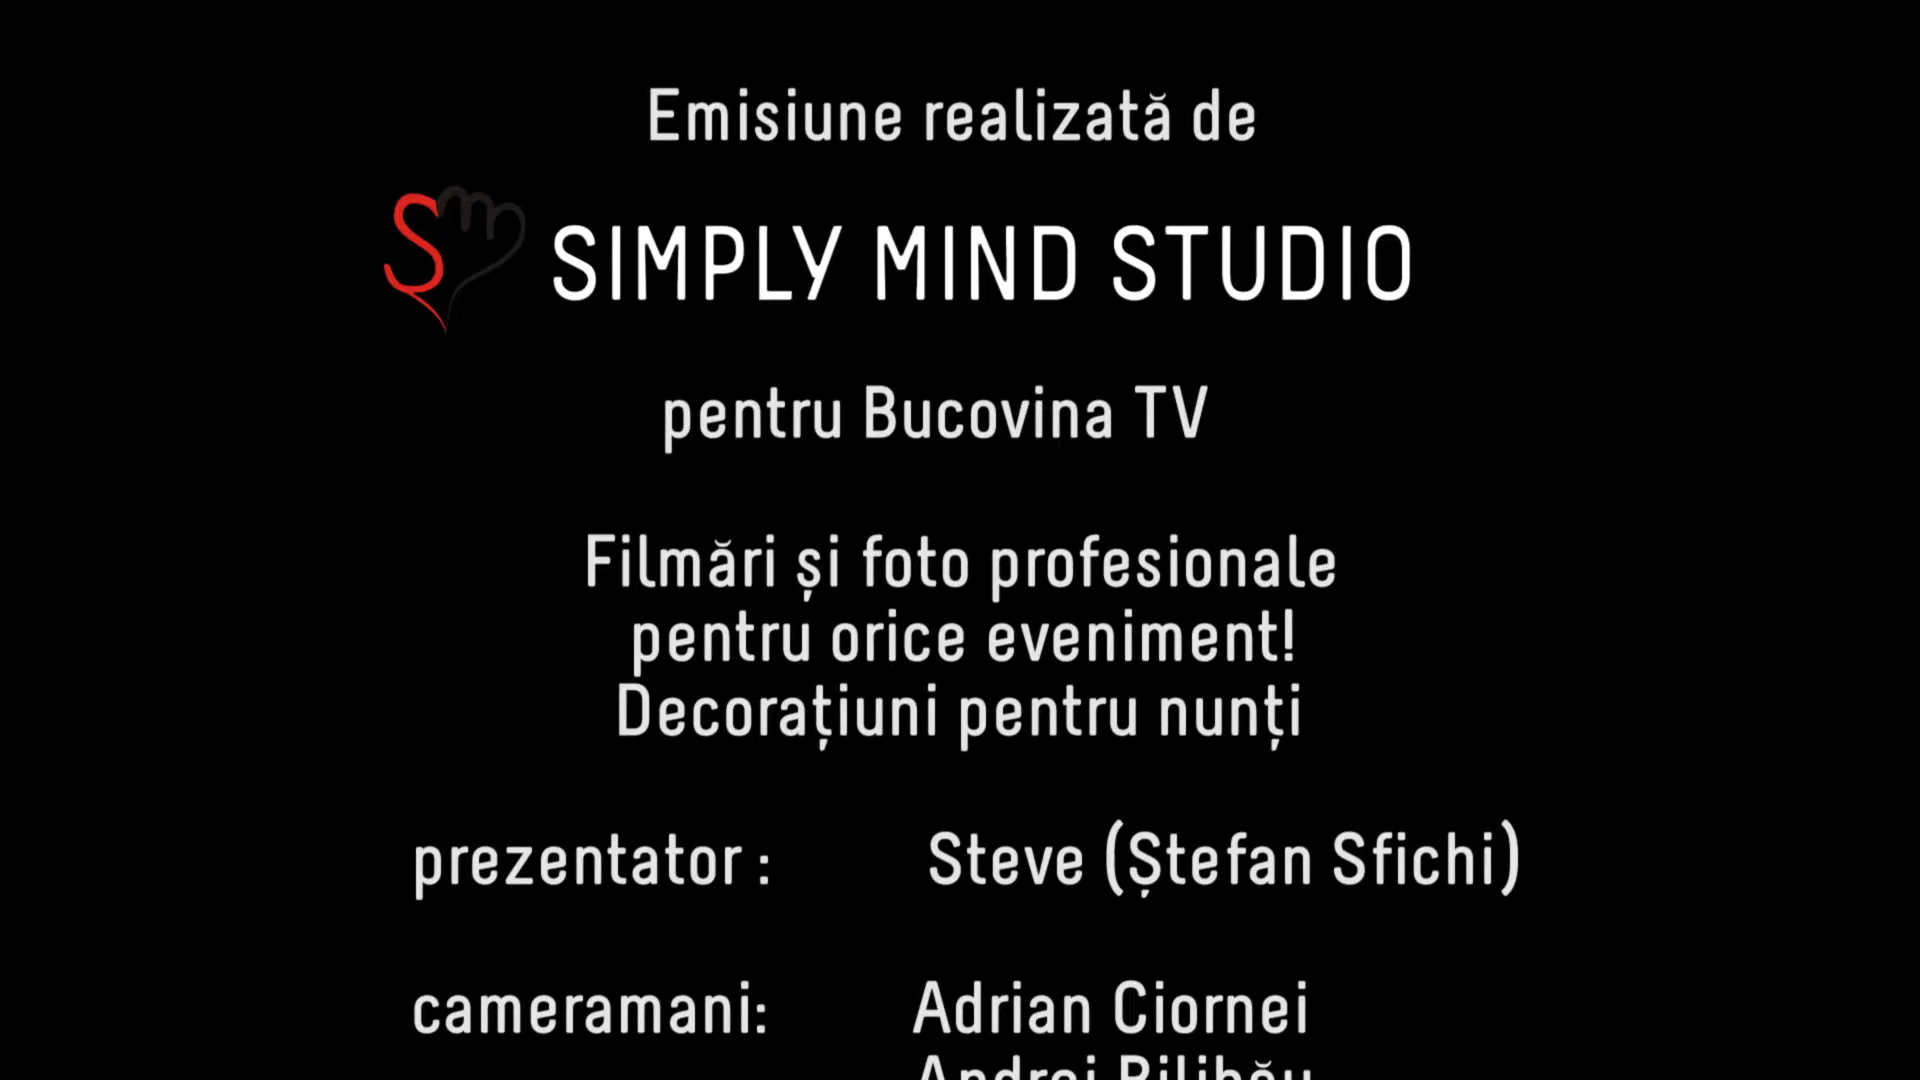 Emisiune realizată de
SIMPLY MIND STUDIO
pentru Bucovina TV
Filmări și foto profesionale
pentru orice eveniment!
Decorațiuni pentru nunți
prezentator : Steve (Ștefan Sfichi)
cameramani: Adrian Ciornei
Andrei